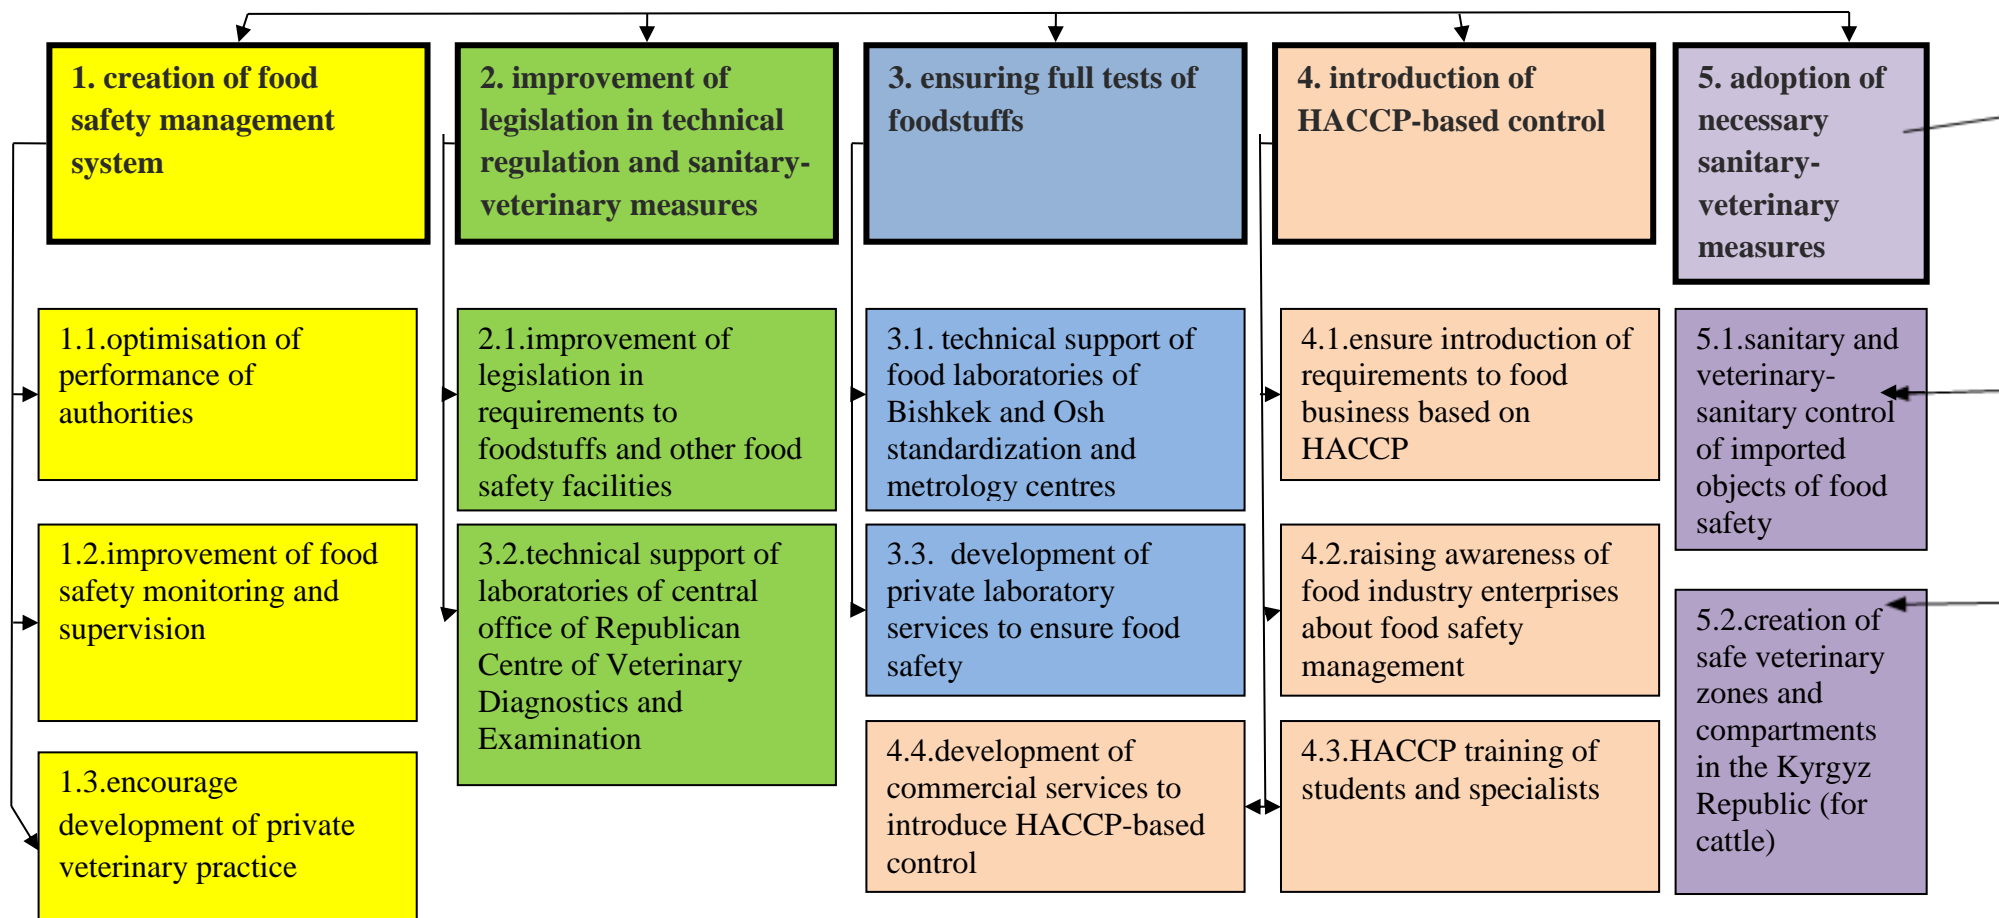 1. creation of food
safety management
system
2. improvement of
legislation in technical
regulation and sanitary-
veterinary measures
3. ensuring full tests of
foodstuffs
4. introduction of
HACCP-based control
5. adoption of
necessary
sanitary-
veterinary
measures
1.1.optimisation of
performance of
authorities
2.1.improvement of
legislation in
requirements to
foodstuffs and other food
safety facilities
3.1. technical support of
food laboratories of
Bishkek and Osh
standardization and
metrology centres
4.1.ensure introduction of
requirements to food
business based on
HACCP
5.1.sanitary and
veterinary-
sanitary control
of imported
objects of food
safety
1.2.improvement of food
safety monitoring and
supervision
3.2.technical support of
laboratories of central
office of Republican
Centre of Veterinary
Diagnostics and
Examination
3.3. development of
private laboratory
services to ensure food
safety
4.2.raising awareness of
food industry enterprises
about food safety
management
5.2.creation of
safe veterinary
zones and
compartments
in the Kyrgyz
Republic (for
cattle)
1.3.encourage
development of private
veterinary practice
4.4.development of
commercial services to
introduce HACCP-based
control
4.3.HACCP training of
students and specialists